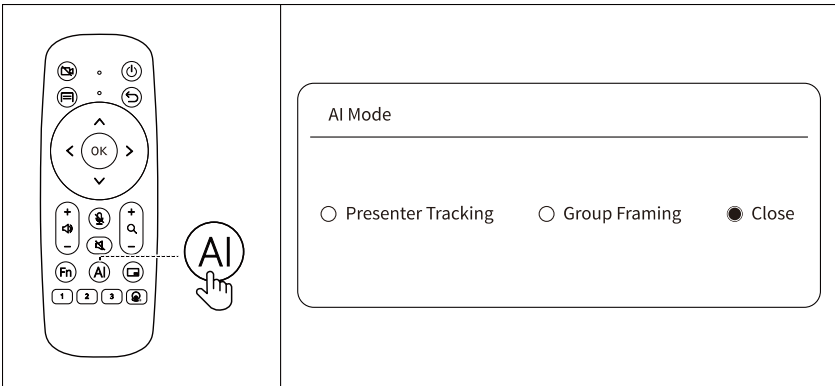 OK
+ +
− −
AI
Fn AI
1 2 3
AI Mode
Presenter Tracking Group Framing Close